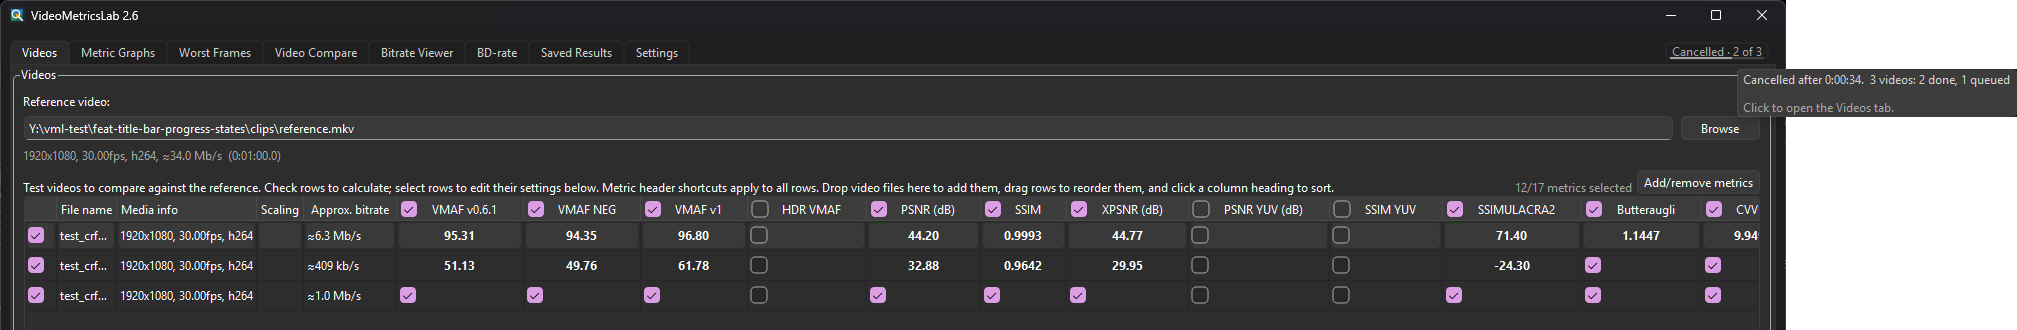 VideoMetricsLab 2.6
Videos Metric Graphs Worst Frames Video Compare Bitrate Viewer BD-rate Saved Results Settings Cancelled · 2 of 3
Videos
Cancelled after 0:00:34. 3 videos: 2 done, 1 queued
Click to open the Videos tab.
Reference video:
Y:\vml-test\feat-title-bar-progress-states\clips\reference.mkv Browse
1920x1080, 30.00fps, h264, ≈34.0 Mb/s (0:01:00.0)
Test videos to compare against the reference. Check rows to calculate; select rows to edit their settings below. Metric header shortcuts apply to all rows. Drop video files here to add them, drag rows to reorder them, and click a column heading to sort. 12/17 metrics selected Add/remove metrics
File name Media info Scaling Approx. bitrate VMAF v0.6.1 VMAF NEG VMAF v1 HDR VMAF PSNR (dB) SSIM XPSNR (dB) PSNR YUV (dB) SSIM YUV SSIMULACRA2 Butteraugli CVV
test_crf... 1920x1080, 30.00fps, h264 ≈6.3 Mb/s 95.31 94.35 96.80 44.20 0.9993 44.77 71.40 1.1447 9.94
test_crf... 1920x1080, 30.00fps, h264 ≈409 kb/s 51.13 49.76 61.78 32.88 0.9642 29.95 -24.30
test_crf... 1920x1080, 30.00fps, h264 ≈1.0 Mb/s